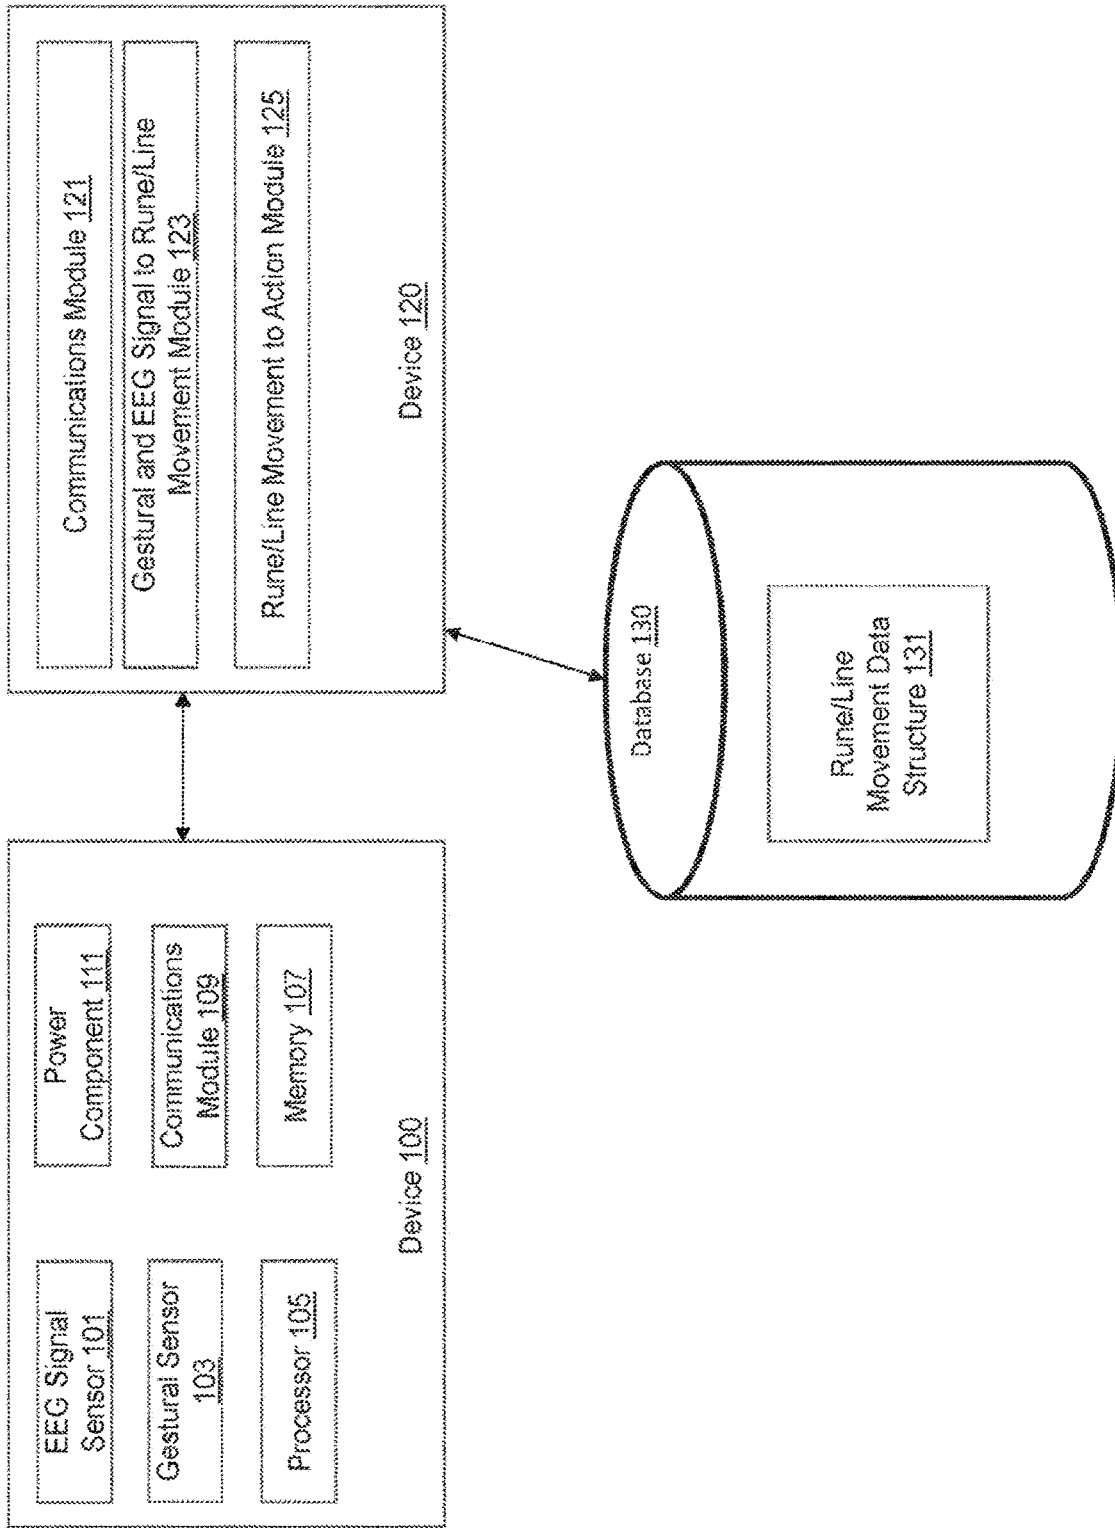 EEG Signal
Sensor 101
Gestural Sensor
103
Processor 105
Power
Component 111
Communications
Module 109
Memory 107
Device 100
Communications Module 121
Gestural and EEG Signal to Rune/Line
Movement Module 123
Rune/Line Movement to Action Module 125
Device 120
Database 130
Rune/Line
Movement Data
Structure 131